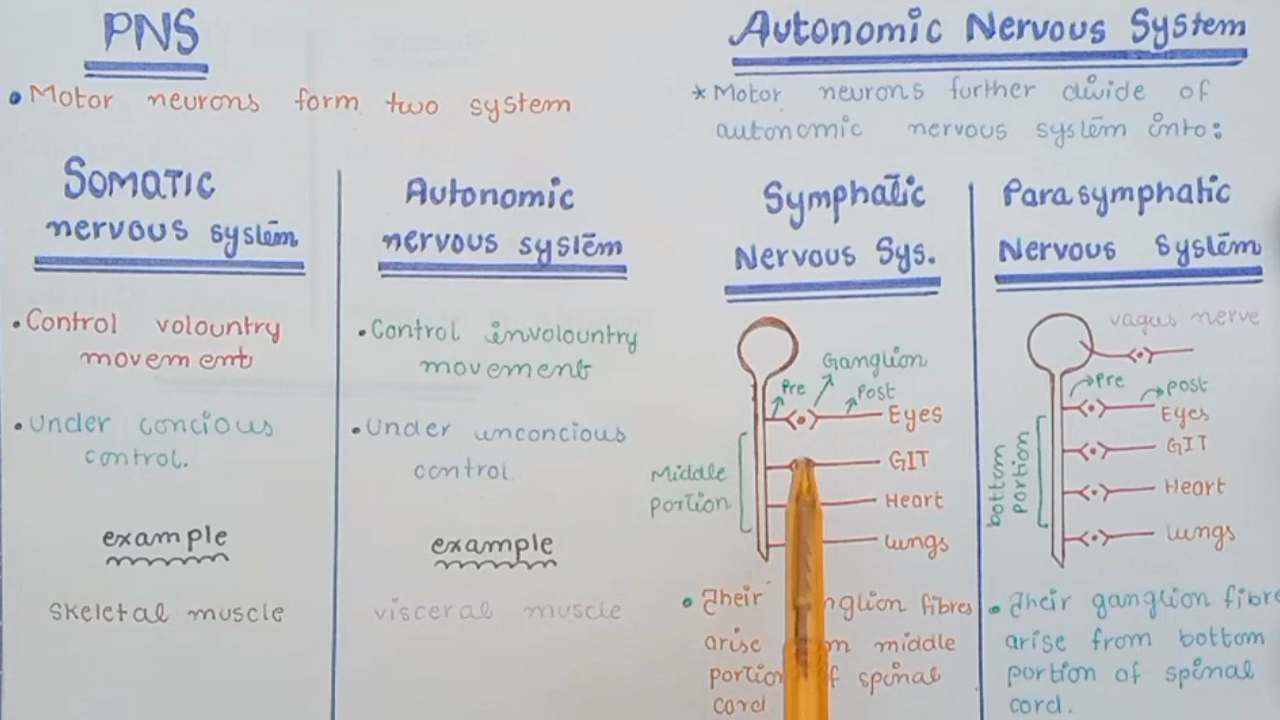 PNS
• Motor neurons form two system
Somatic
nervous system
• Control volountry
movement
• Under concious
control.
example
skeletal muscle
Autonomic
nervous system
• Control involountry
movement
• Under unconcious
control.
example
visceral muscle
Autonomic Nervous System
* Motor neurons further divide of
autonomic nervous system into:
Symphatic
Nervous Sys.
Ganglion
Pre
Post
Eyes
GIT
Heart
Lungs
Middle
portion
• Their fibres
arise middle
spinal
cord
Parasymphatic
Nervous System
vagus nerve
Pre
Post
Eyes
GIT
Heart
Lungs
bottom
portion
• Their ganglion
arise from bottom
portion of spinal
cord.